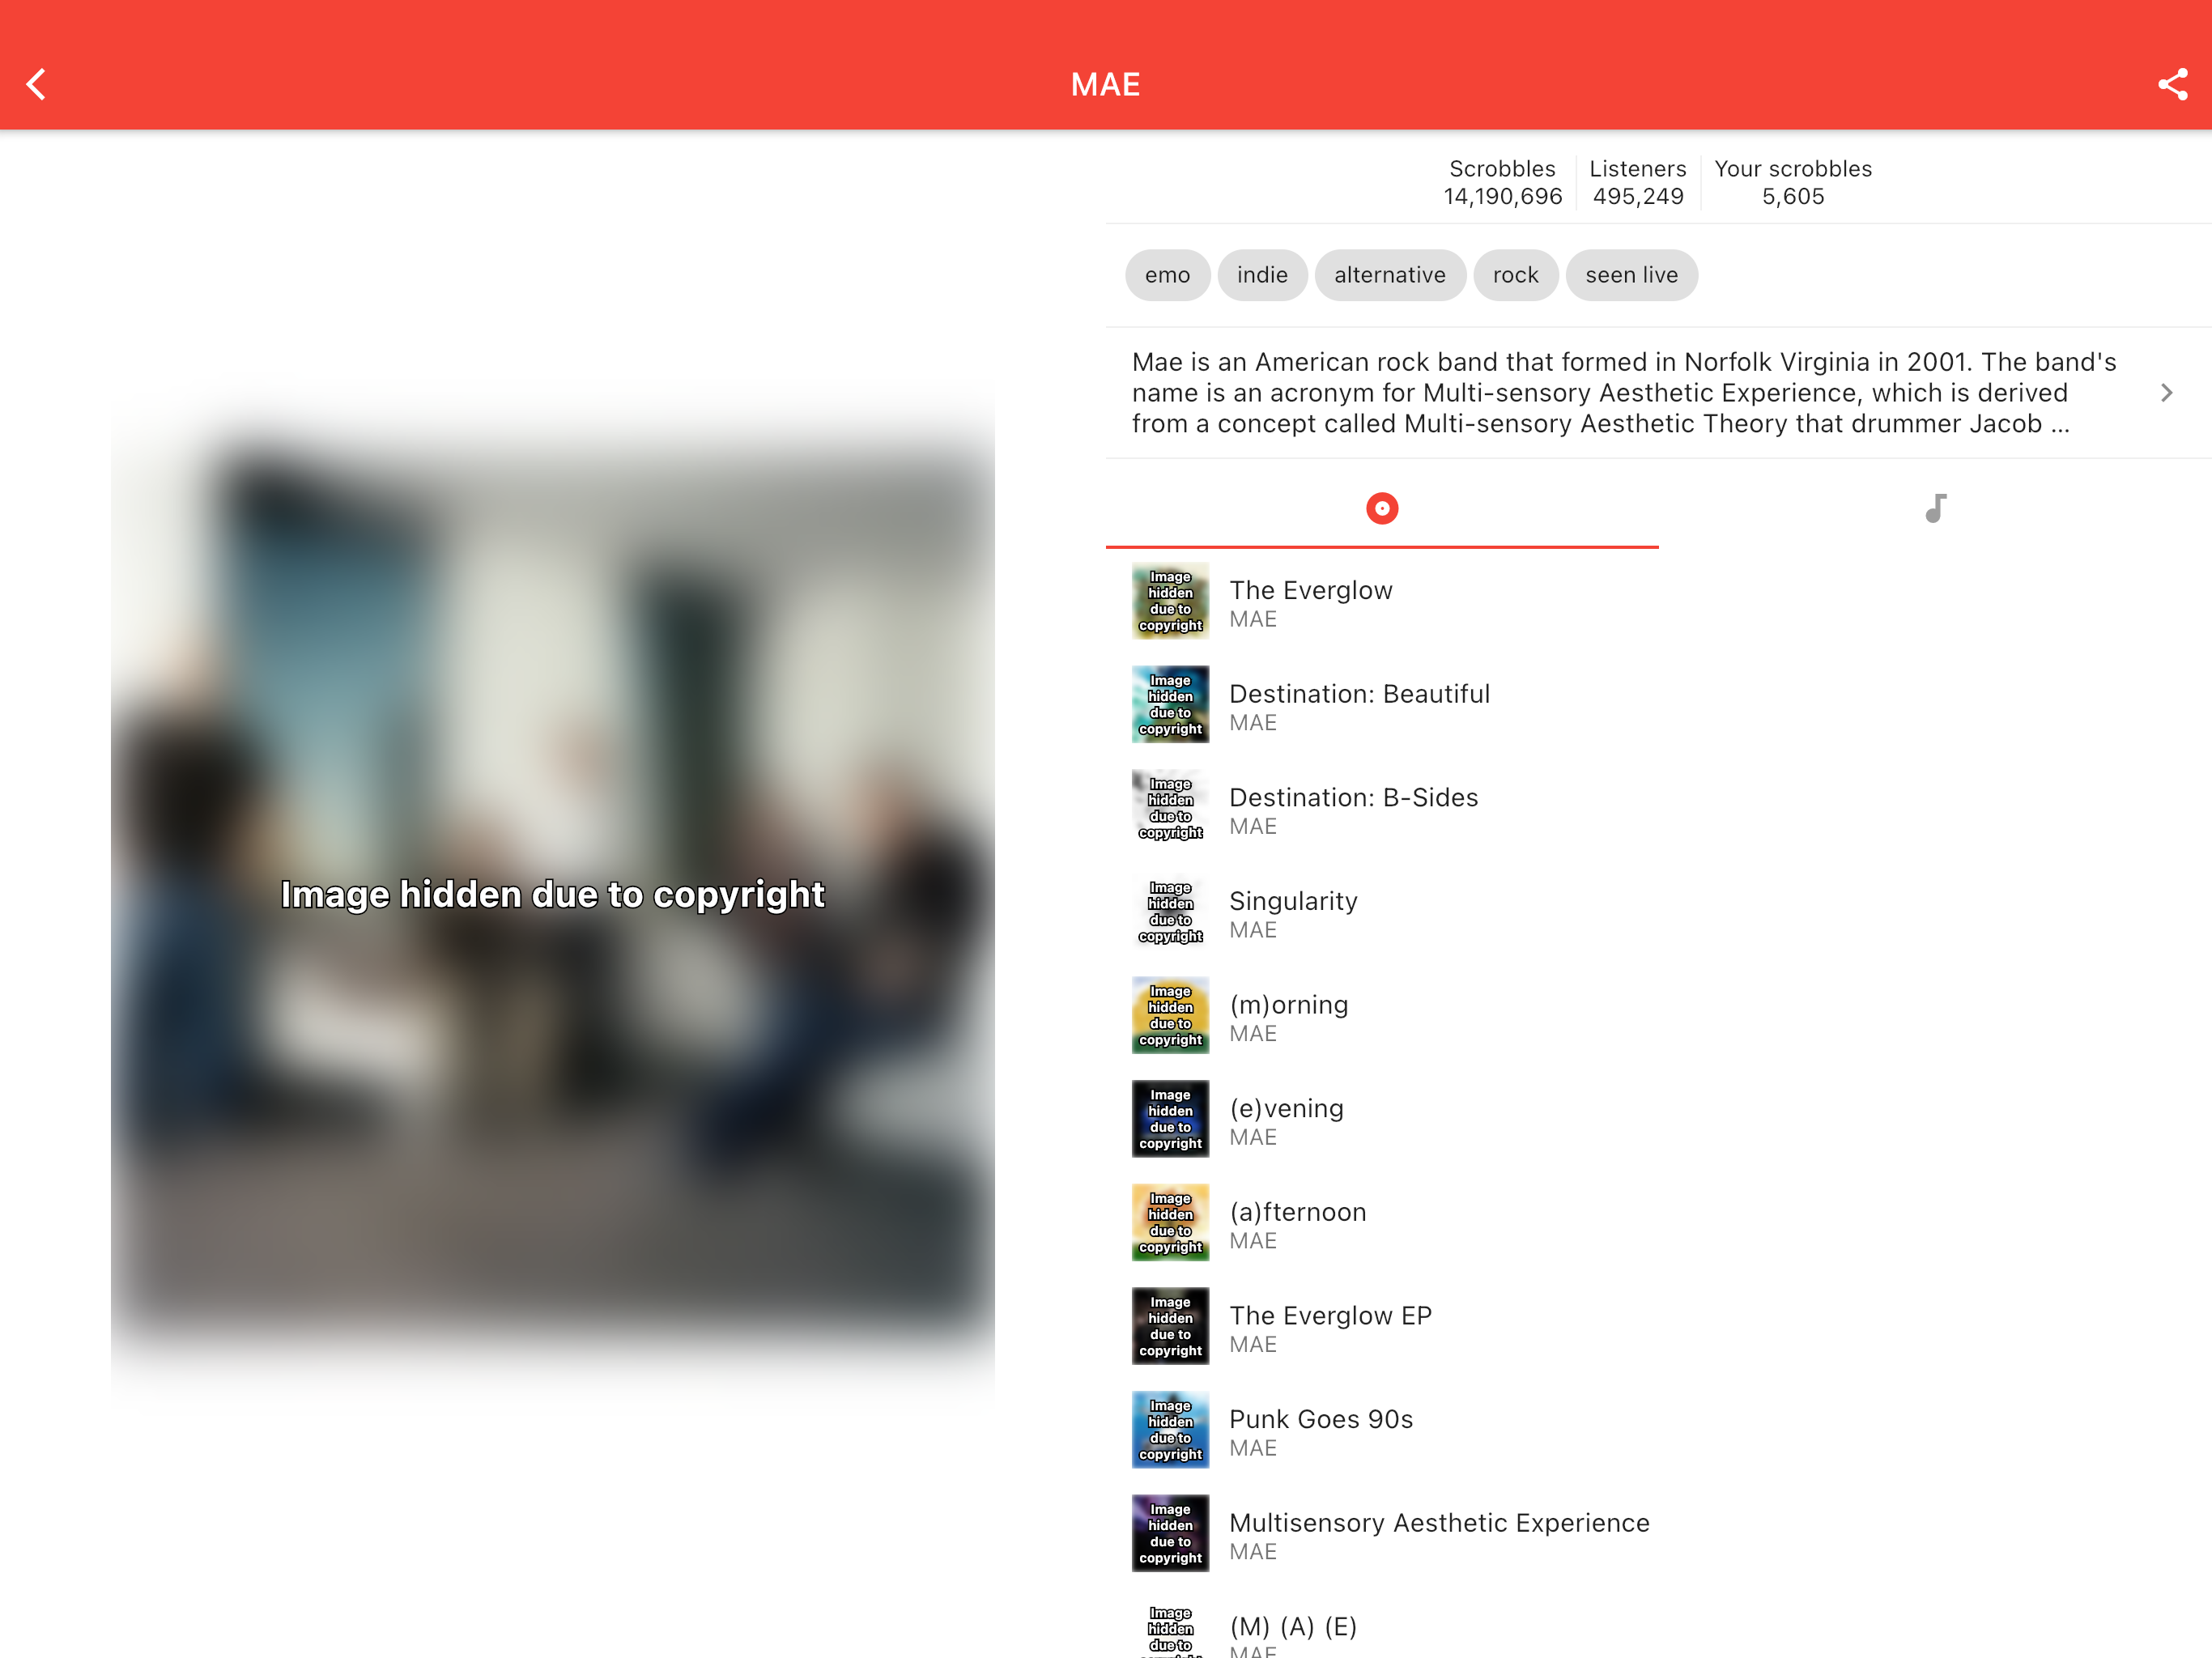 MAE
Scrobbles
14,190,696
Listeners
495,249
Your scrobbles
5,605
emo
indie
alternative
rock
seen live
Mae is an American rock band that formed in Norfolk Virginia in 2001. The band's
name is an acronym for Multi-sensory Aesthetic Experience, which is derived
from a concept called Multi-sensory Aesthetic Theory that drummer Jacob ...
Image hidden due to copyright
Image
hidden
due to
copyright
The Everglow
MAE
Image
hidden
due to
copyright
Destination: Beautiful
MAE
Image
hidden
due to
copyright
Destination: B-Sides
MAE
Image
hidden
due to
copyright
Singularity
MAE
Image
hidden
due to
copyright
(m)orning
MAE
Image
hidden
due to
copyright
(e)vening
MAE
Image
hidden
due to
copyright
(a)fternoon
MAE
Image
hidden
due to
copyright
The Everglow EP
MAE
Image
hidden
due to
copyright
Punk Goes 90s
MAE
Image
hidden
due to
copyright
Multisensory Aesthetic Experience
MAE
Image
hidden
due to
(M) (A) (E)
MAE